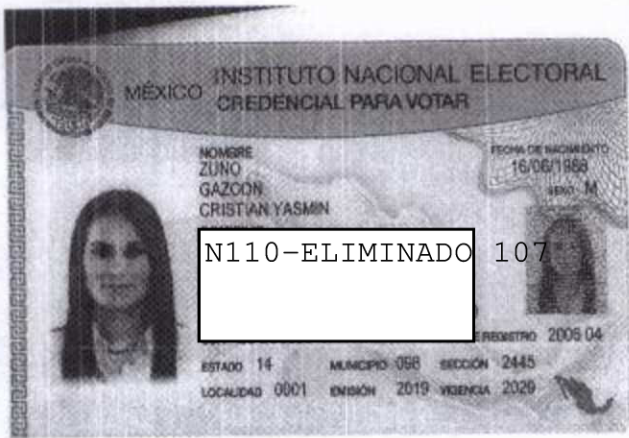 MÉXICO INSTITUTO NACIONAL ELECTORAL
CREDENCIAL PARA VOTAR
NOMBRE
ZUNO
GAZCON
CRISTIAN YASMIN
FECHA DE NACIMIENTO
16/06/1988
SEXO M
N110-ELIMINADO 107
REGISTRO 2006 04
ESTADO 14 MUNICIPIO 098 SECCIÓN 2445
LOCALIDAD 0001 EMISIÓN 2019 VIGENCIA 2029